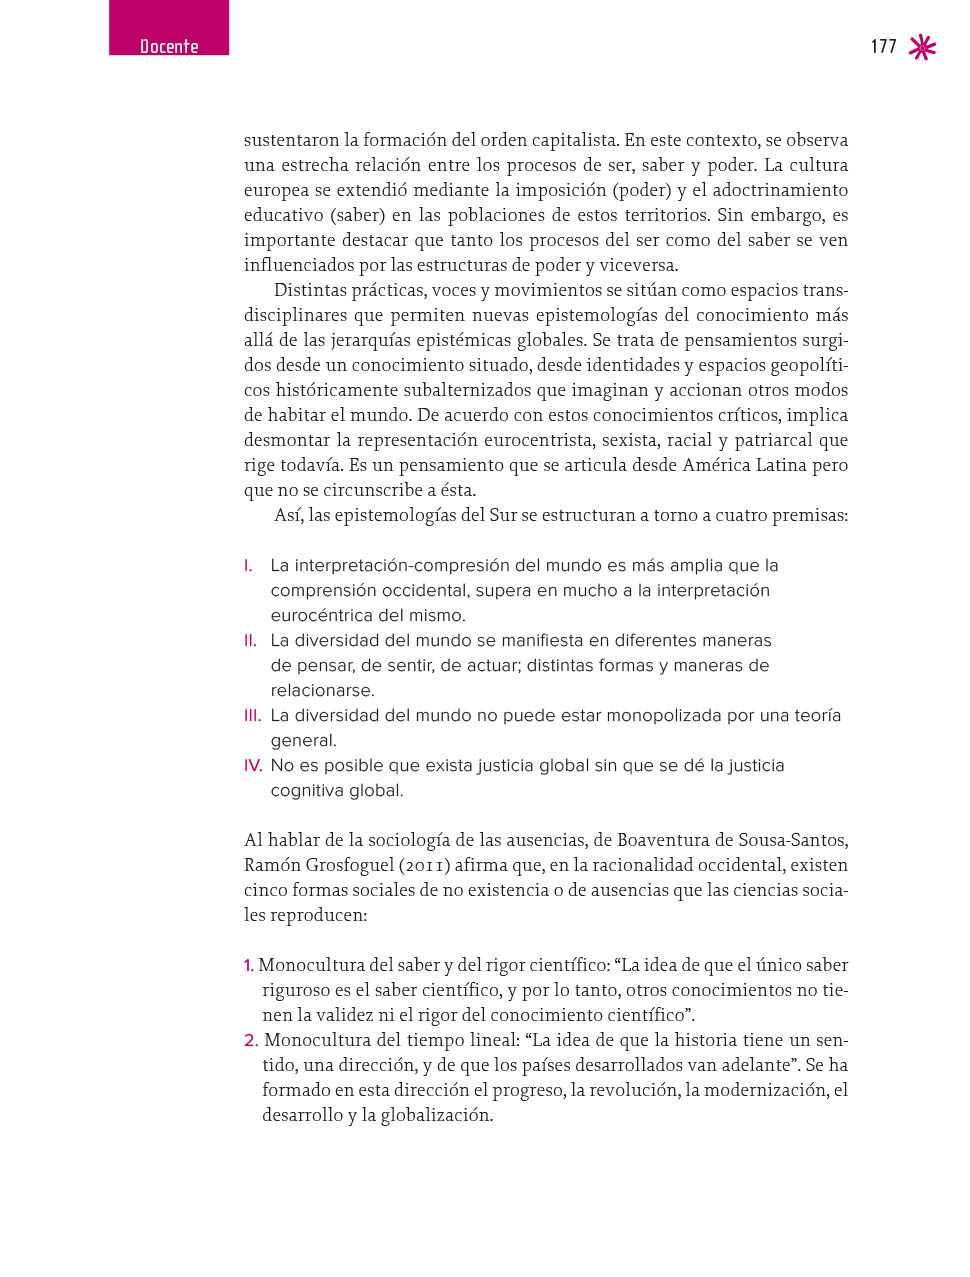 Docente
177
sustentaron la formación del orden capitalista. En este contexto, se observa
una estrecha relación entre los procesos de ser, saber y poder. La cultura
europea se extendió mediante la imposición (poder) y el adoctrinamiento
educativo (saber) en las poblaciones de estos territorios. Sin embargo, es
importante destacar que tanto los procesos del ser como del saber se ven
influenciados por las estructuras de poder y viceversa.
Distintas prácticas, voces y movimientos se sitúan como espacios trans-
disciplinares que permiten nuevas epistemologías del conocimiento más
allá de las jerarquías epistémicas globales. Se trata de pensamientos surgi-
dos desde un conocimiento situado, desde identidades y espacios geopolíti-
cos históricamente subalternizados que imaginan y accionan otros modos
de habitar el mundo. De acuerdo con estos conocimientos críticos, implica
desmontar la representación eurocentrista, sexista, racial y patriarcal que
rige todavía. Es un pensamiento que se articula desde América Latina pero
que no se circunscribe a ésta.
Así, las epistemologías del Sur se estructuran a torno a cuatro premisas:
I. La interpretación-compresión del mundo es más amplia que la
comprensión occidental, supera en mucho a la interpretación
eurocéntrica del mismo.
II. La diversidad del mundo se manifiesta en diferentes maneras
de pensar, de sentir, de actuar; distintas formas y maneras de
relacionarse.
III. La diversidad del mundo no puede estar monopolizada por una teoría
general.
IV. No es posible que exista justicia global sin que se dé la justicia
cognitiva global.
Al hablar de la sociología de las ausencias, de Boaventura de Sousa-Santos,
Ramón Grosfoguel (2011) afirma que, en la racionalidad occidental, existen
cinco formas sociales de no existencia o de ausencias que las ciencias socia-
les reproducen:
1. Monocultura del saber y del rigor científico: “La idea de que el único saber
riguroso es el saber científico, y por lo tanto, otros conocimientos no tie-
nen la validez ni el rigor del conocimiento científico”.
2. Monocultura del tiempo lineal: “La idea de que la historia tiene un sen-
tido, una dirección, y de que los países desarrollados van adelante”. Se ha
formado en esta dirección el progreso, la revolución, la modernización, el
desarrollo y la globalización.